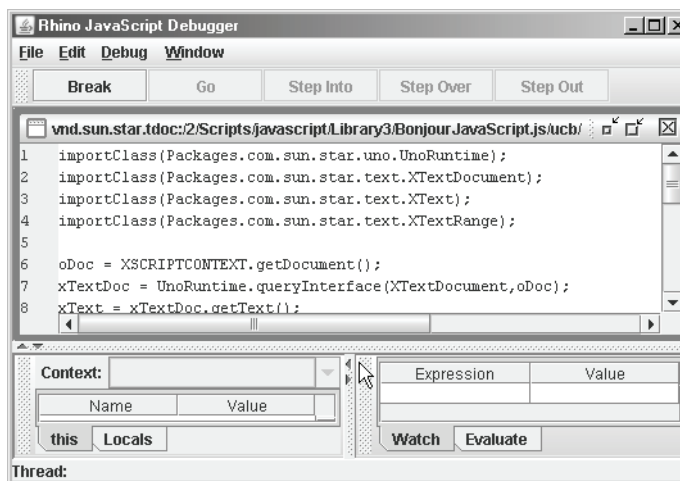 Rhino JavaScript Debugger
File Edit Debug Window
Break Go Step Into Step Over Step Out
vnd.sun.star.tdoc:/2/Scripts/javascript/Library3/BonjourJavaScript.js/ucb/
1 importClass(Packages.com.sun.star.uno.UnoRuntime);
2 importClass(Packages.com.sun.star.text.XTextDocument);
3 importClass(Packages.com.sun.star.text.XText);
4 importClass(Packages.com.sun.star.text.XTextRange);
5
6 oDoc = XSCRIPTCONTEXT.getDocument();
7 xTextDoc = UnoRuntime.queryInterface(XTextDocument,oDoc);
8 xText = xTextDoc.getText();
Context:
Name Value
this Locals
Expression Value
Watch Evaluate
Thread: